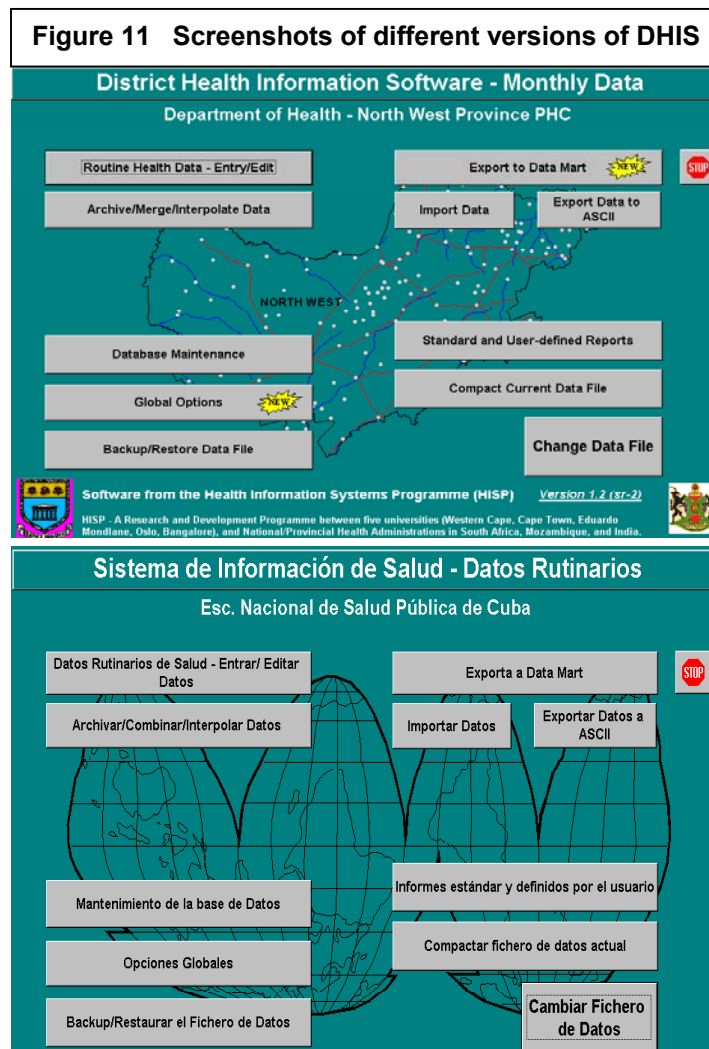 Figure 11 Screenshots of different versions of DHIS
District Health Information Software - Monthly Data
Department of Health - North West Province PHC
Routine Health Data - Entry/Edit
Export to Data Mart NEW
STOP
Archive/Merge/Interpolate Data
Import Data
Export Data to
ASCII
NORTH WEST
Database Maintenance
Standard and User-defined Reports
Global Options NEW
Compact Current Data File
Backup/Restore Data File
Change Data File
Software from the Health Information Systems Programme (HISP) Version 1.2 (sr-2)
HISP - A Research and Development Programme between five universities (Western Cape, Cape Town, Eduardo
Mondlane, Oslo, Bangalore), and National/Provincial Health Administrations in South Africa, Mozambique, and India.
Sistema de Información de Salud - Datos Rutinarios
Esc. Nacional de Salud Pública de Cuba
Datos Rutinarios de Salud - Entrar/ Editar
Datos
Exporta a Data Mart
STOP
Archivar/Combinar/Interpolar Datos
Importar Datos
Exportar Datos a
ASCII
Mantenimiento de la base de Datos
Informes estándar y definidos por el usuario
Opciones Globales
Compactar fichero de datos actual
Backup/Restaurar el Fichero de Datos
Cambiar Fichero
de Datos